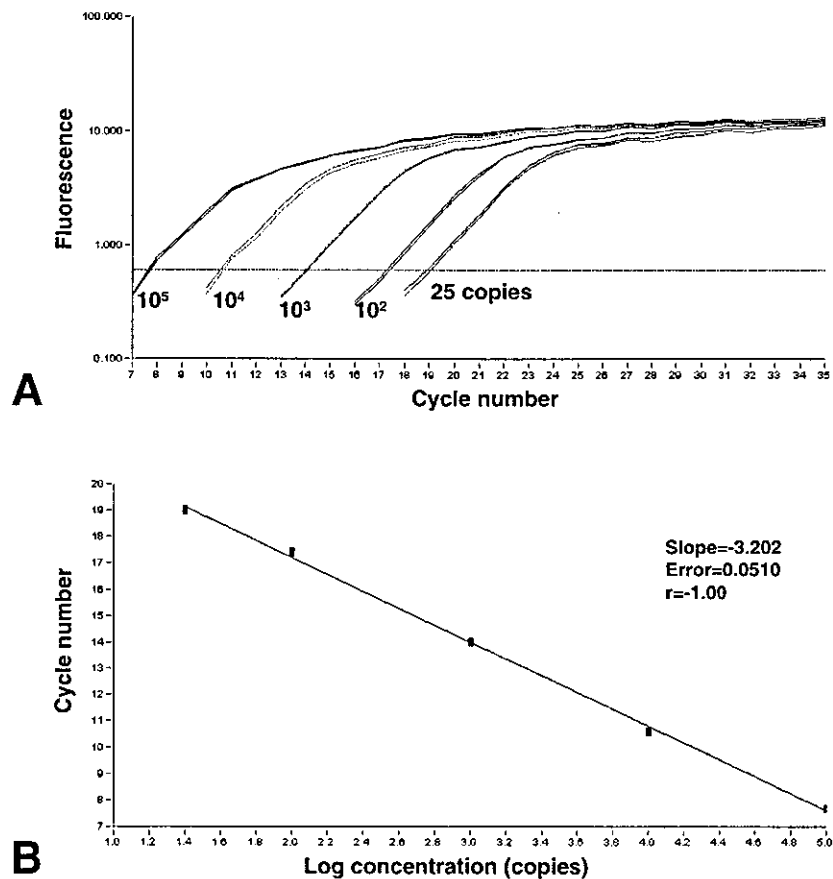 100.000
10.000
1.000
0.100
Fluorescence
10⁵
10⁴
10³
10²
25 copies
7 8 9 10 11 12 13 14 15 16 17 18 19 20 21 22 23 24 25 26 27 28 29 30 31 32 33 34 35
Cycle number
A
20
19
18
17
16
15
14
13
12
11
10
9
8
7
Cycle number
Slope=-3.202
Error=0.0510
r=-1.00
1.0 1.2 1.4 1.6 1.8 2.0 2.2 2.4 2.6 2.8 3.0 3.2 3.4 3.6 3.8 4.0 4.2 4.4 4.6 4.8 5.0
Log concentration (copies)
B